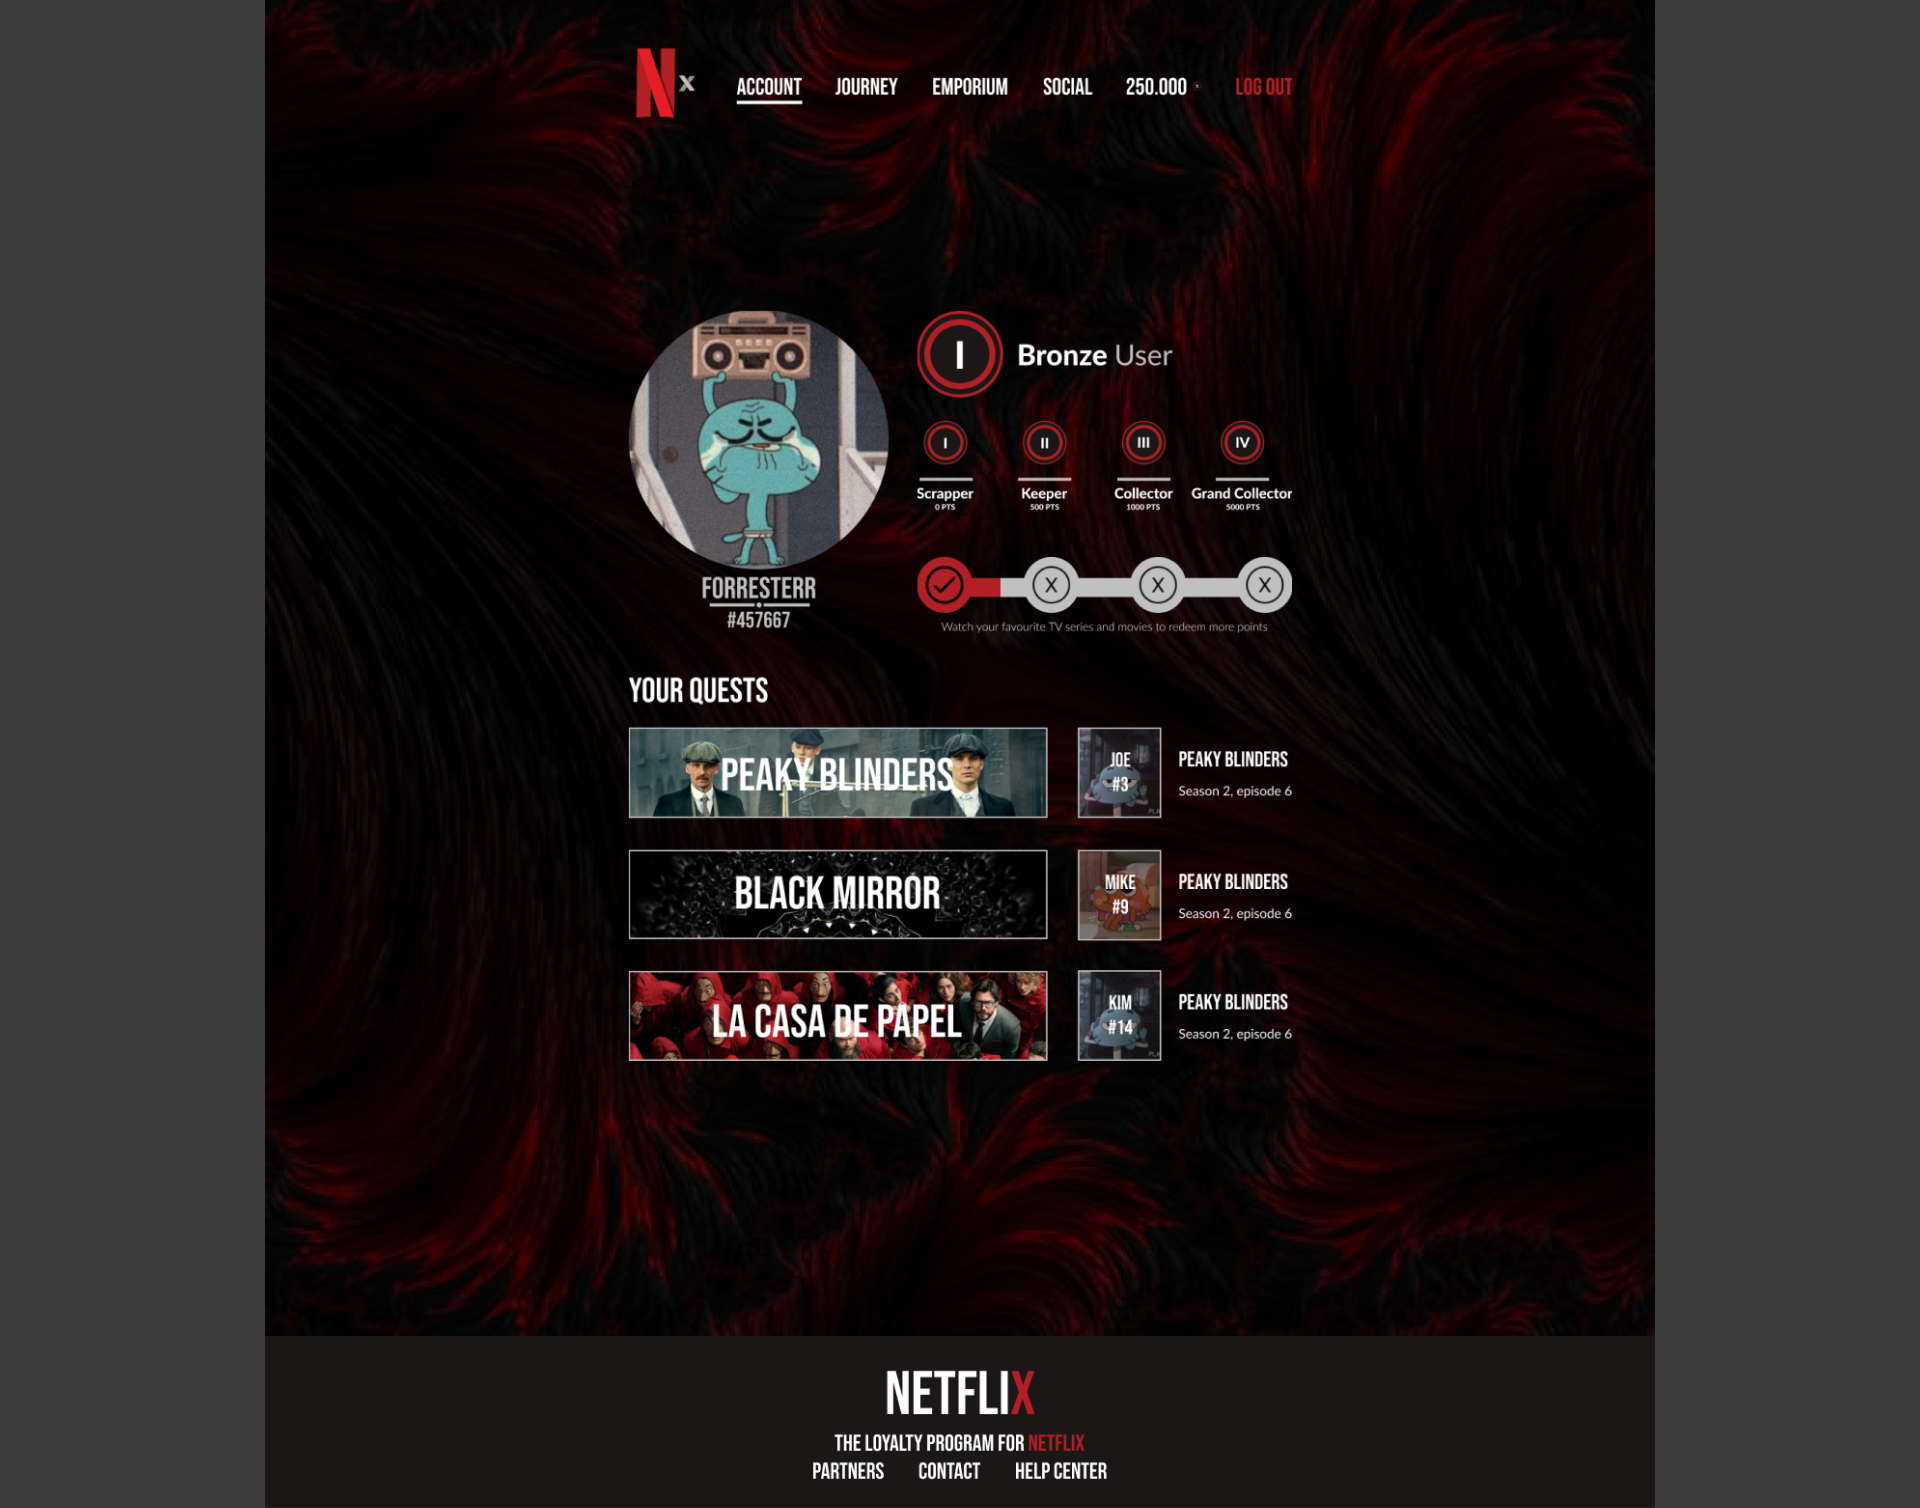 N X
ACCOUNT JOURNEY EMPORIUM SOCIAL 250.000 LOG OUT
I
Bronze User
I II III IV
Scrapper Keeper Collector Grand Collector
0 PTS 500 PTS 1000 PTS 5000 PTS
X X X
Watch your favourite TV series and movies to redeem more points
FORRESTERR
#457667
YOUR QUESTS
PEAKY BLINDERS
JOE
#3
PEAKY BLINDERS
Season 2, episode 6
BLACK MIRROR
MIKE
#9
PEAKY BLINDERS
Season 2, episode 6
LA CASA DE PAPEL
KIM
#14
PEAKY BLINDERS
Season 2, episode 6
NETFLIX
THE LOYALTY PROGRAM FOR NETFLIX
PARTNERS CONTACT HELP CENTER